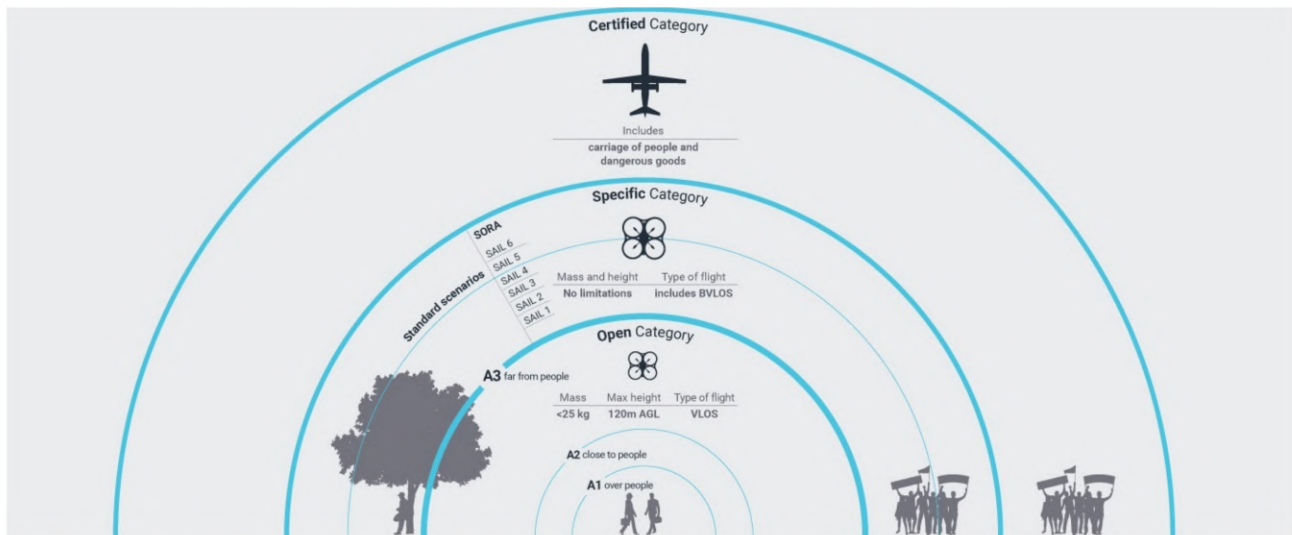 Certified Category
Includes
carriage of people and
dangerous goods
Specific Category
SORA
SAIL 6
SAIL 5
SAIL 4
SAIL 3
SAIL 2
SAIL 1
Standard scenarios
Mass and height Type of flight
No limitations includes BVLOS
Open Category
A3 far from people
Mass Max height Type of flight
<25 kg 120m AGL VLOS
A2 close to people
A1 over people